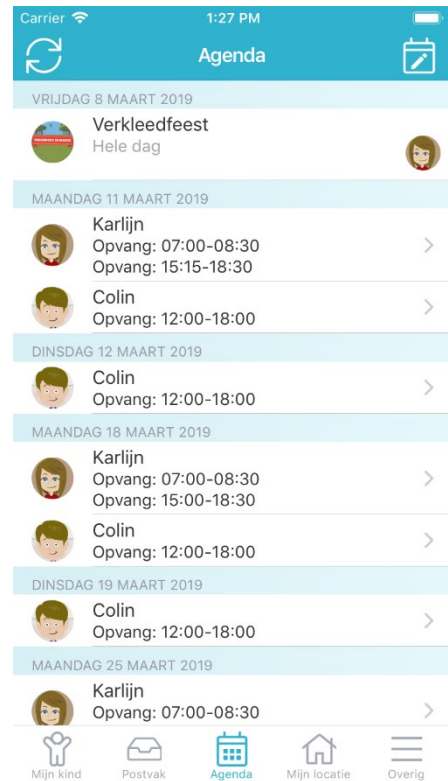 Carrier 1:27 PM
Agenda
VRIJDAG 8 MAART 2019
Verkleedfeest
Hele dag
MAANDAG 11 MAART 2019
Karlijn
Opvang: 07:00-08:30
Opvang: 15:15-18:30
Colin
Opvang: 12:00-18:00
DINSDAG 12 MAART 2019
Colin
Opvang: 12:00-18:00
MAANDAG 18 MAART 2019
Karlijn
Opvang: 07:00-08:30
Opvang: 15:00-18:30
Colin
Opvang: 12:00-18:00
DINSDAG 19 MAART 2019
Colin
Opvang: 12:00-18:00
MAANDAG 25 MAART 2019
Karlijn
Opvang: 07:00-08:30
Mijn kind Postvak Agenda Mijn locatie Overig